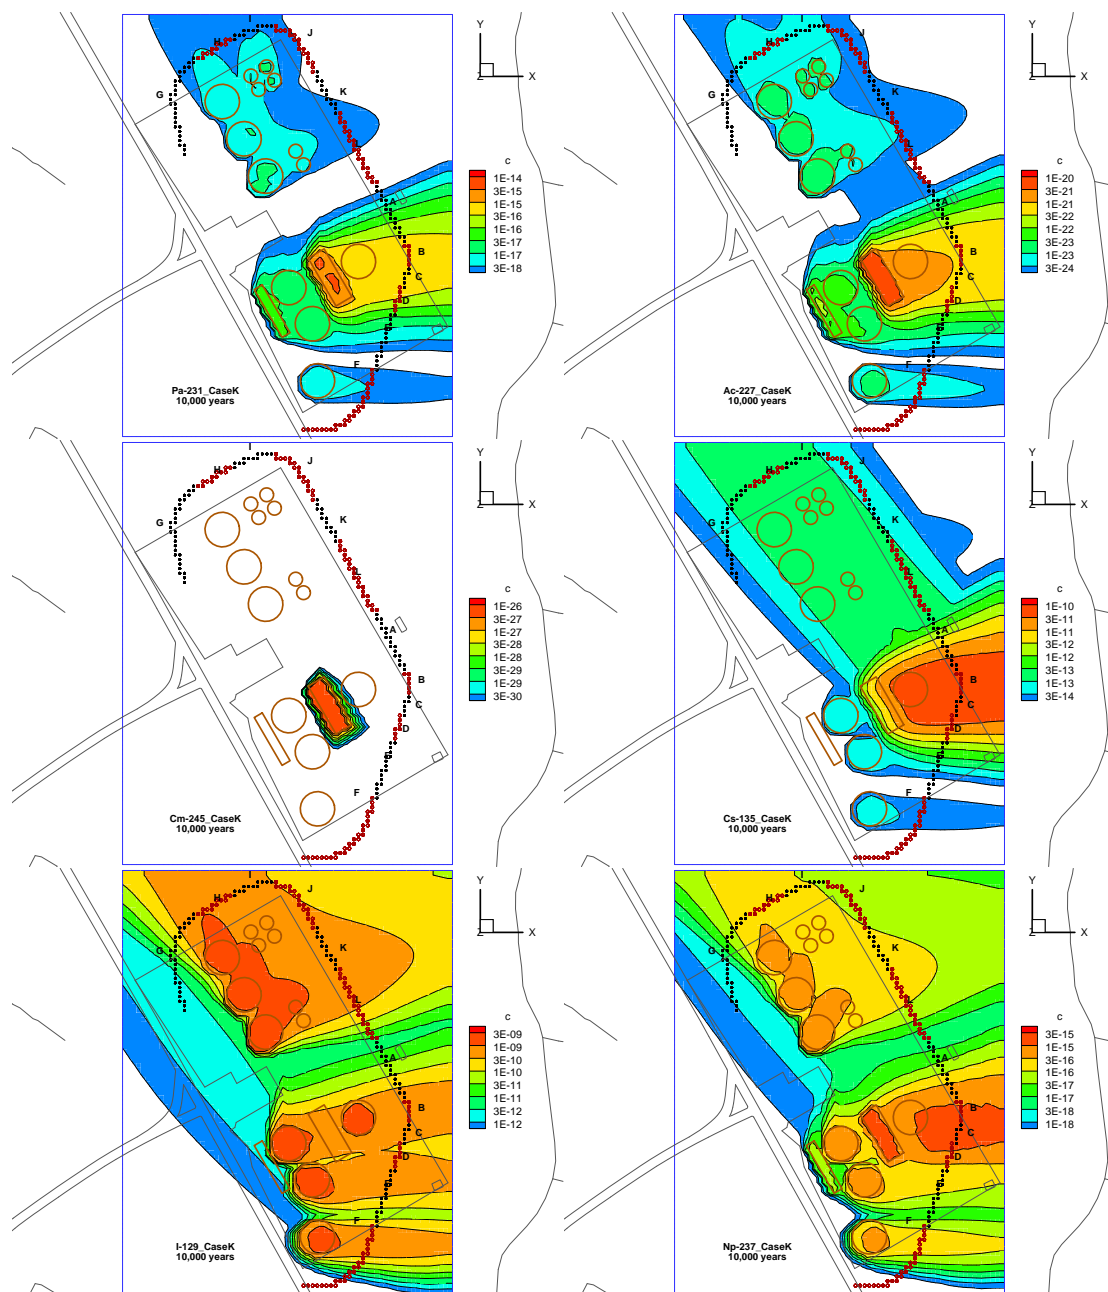 I
J
H
K
G
L
A
B
C
D
E
F
Pa-231_CaseK
10,000 years
Y
Z
X
c
1E-14
3E-15
1E-15
3E-16
1E-16
3E-17
1E-17
3E-18
I
J
H
K
G
L
A
B
C
D
E
F
Ac-227_CaseK
10,000 years
Y
Z
X
c
1E-20
3E-21
1E-21
3E-22
1E-22
3E-23
1E-23
3E-24
I
J
H
K
G
L
A
B
C
D
E
F
Cm-245_CaseK
10,000 years
Y
Z
X
c
1E-26
3E-27
1E-27
3E-28
1E-28
3E-29
1E-29
3E-30
I
J
H
K
G
L
A
B
C
D
E
F
Cs-135_CaseK
10,000 years
Y
Z
X
c
1E-10
3E-11
1E-11
3E-12
1E-12
3E-13
1E-13
3E-14
I
J
H
K
G
L
A
B
C
D
E
F
I-129_CaseK
10,000 years
Y
Z
X
c
3E-09
1E-09
3E-10
1E-10
3E-11
1E-11
3E-12
1E-12
I
J
H
K
G
L
A
B
C
D
E
F
Np-237_CaseK
10,000 years
Y
Z
X
c
3E-15
1E-15
3E-16
1E-16
3E-17
1E-17
3E-18
1E-18